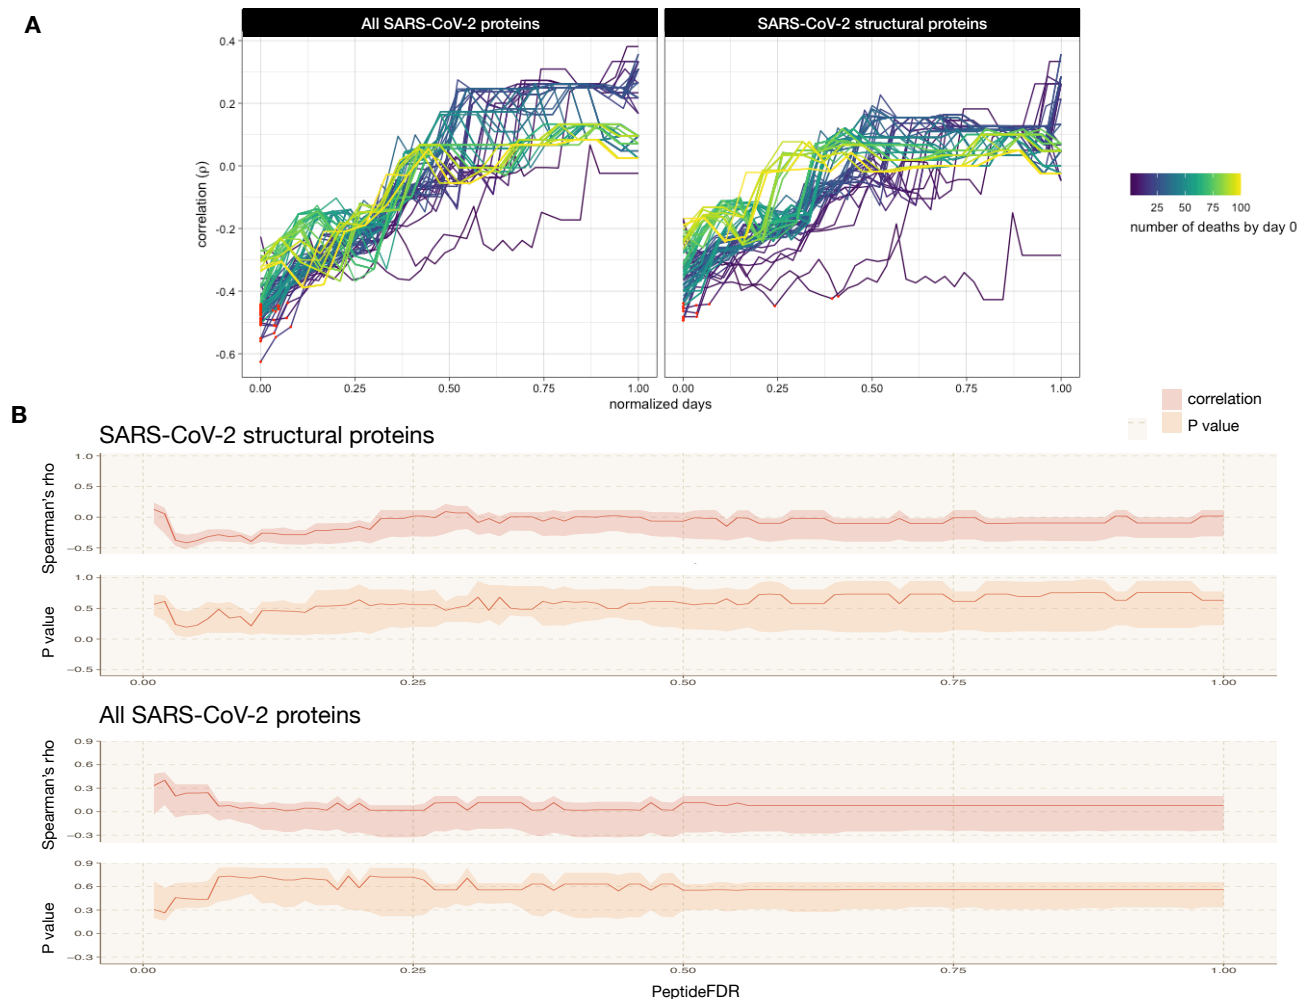 A
All SARS-CoV-2 proteins
SARS-CoV-2 structural proteins
correlation (ρ)
0.4
0.2
0.0
-0.2
-0.4
-0.6
0.00 0.25 0.50 0.75 1.00
0.00 0.25 0.50 0.75 1.00
normalized days
25 50 75 100
number of deaths by day 0
B
correlation
P value
SARS-CoV-2 structural proteins
Spearman's rho
1.0
0.5
0.0
−0.5
P value
1.0
0.5
0.0
−0.5
0.00 0.25 0.50 0.75 1.00
All SARS-CoV-2 proteins
Spearman's rho
0.9
0.6
0.3
0.0
−0.3
P value
0.9
0.6
0.3
0.0
−0.3
0.00 0.25 0.50 0.75 1.00
PeptideFDR